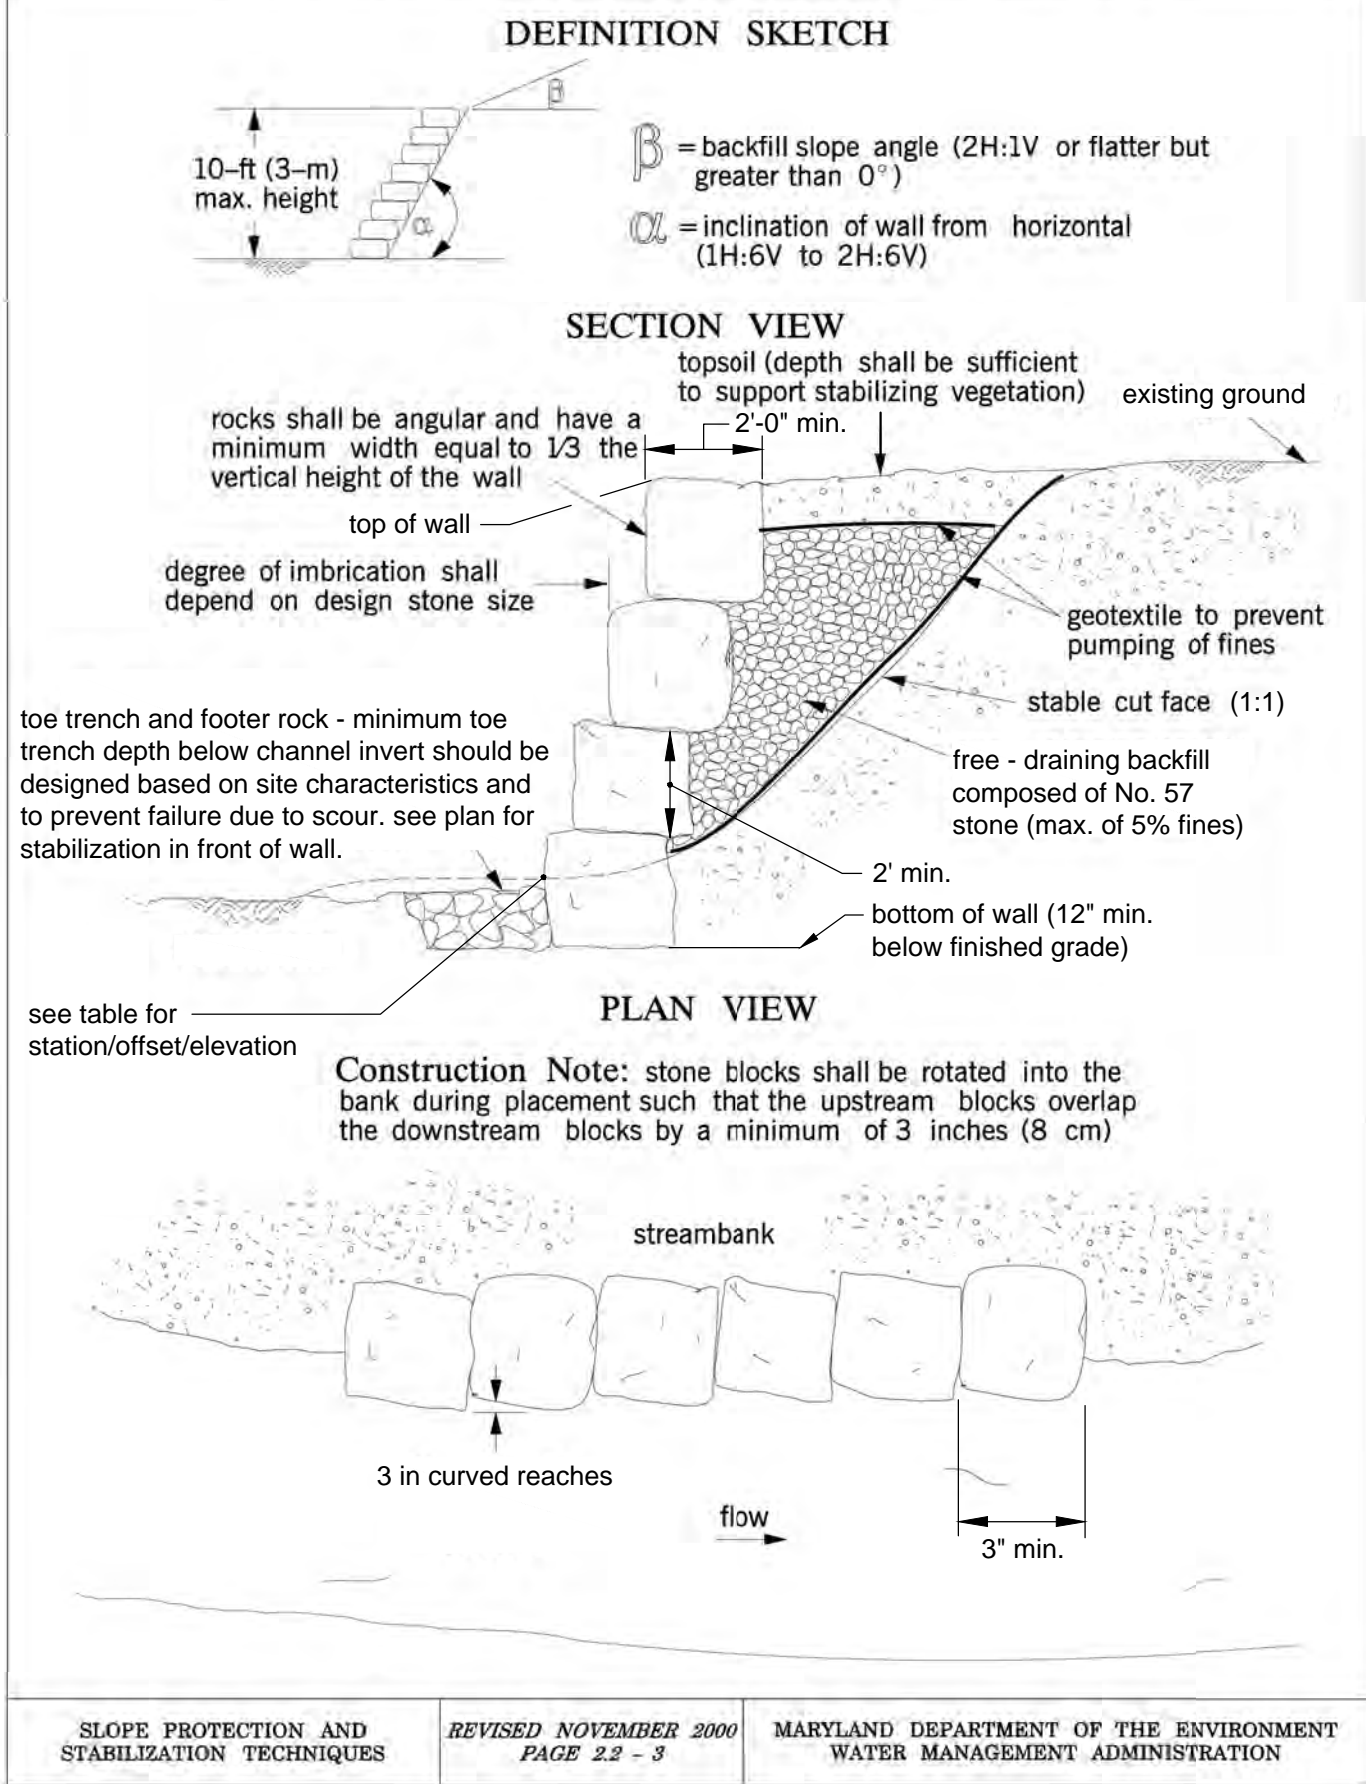 DEFINITION SKETCH
β
10-ft (3-m)
max. height
α
β = backfill slope angle (2H:1V or flatter but
greater than 0°)
α = inclination of wall from horizontal
(1H:6V to 2H:6V)
SECTION VIEW
topsoil (depth shall be sufficient
to support stabilizing vegetation)
existing ground
rocks shall be angular and have a
minimum width equal to 1/3 the
vertical height of the wall
2'-0" min.
top of wall
degree of imbrication shall
depend on design stone size
geotextile to prevent
pumping of fines
stable cut face (1:1)
toe trench and footer rock - minimum toe
trench depth below channel invert should be
designed based on site characteristics and
to prevent failure due to scour. see plan for
stabilization in front of wall.
free - draining backfill
composed of No. 57
stone (max. of 5% fines)
2' min.
bottom of wall (12" min.
below finished grade)
see table for
station/offset/elevation
PLAN VIEW
Construction Note: stone blocks shall be rotated into the
bank during placement such that the upstream blocks overlap
the downstream blocks by a minimum of 3 inches (8 cm)
streambank
3 in curved reaches
flow
3" min.
SLOPE PROTECTION AND
STABILIZATION TECHNIQUES
REVISED NOVEMBER 2000
PAGE 2.2 - 3
MARYLAND DEPARTMENT OF THE ENVIRONMENT
WATER MANAGEMENT ADMINISTRATION